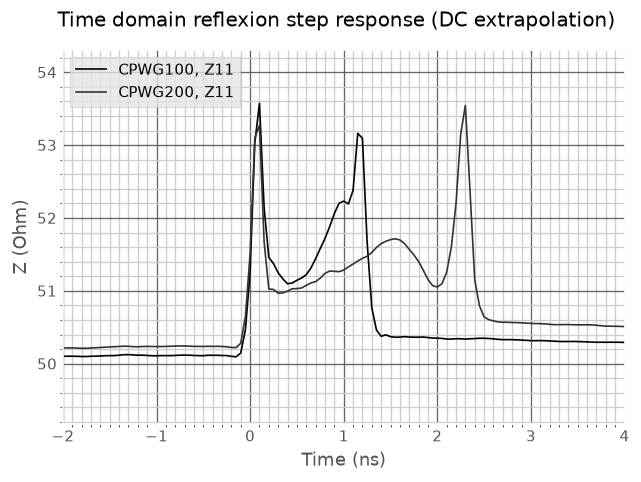 Time domain reflexion step response (DC extrapolation)
CPWG100, Z11
CPWG200, Z11
Z (Ohm)
54
53
52
51
50
−2 −1 0 1 2 3 4
Time (ns)